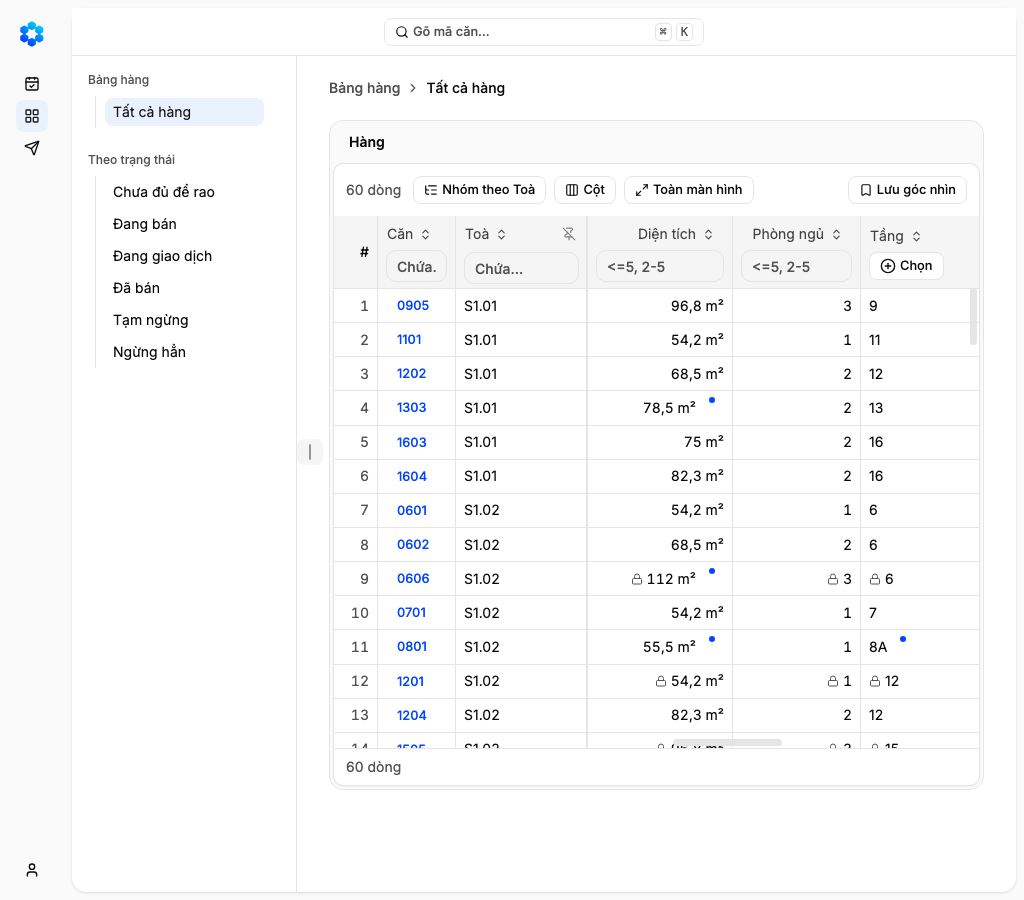 Gõ mã căn... ⌘ K
Bảng hàng
Tất cả hàng
Theo trạng thái
Chưa đủ để rao
Đang bán
Đang giao dịch
Đã bán
Tạm ngừng
Ngừng hẳn
Bảng hàng > Tất cả hàng
Hàng
60 dòng Nhóm theo Toà Cột Toàn màn hình Lưu góc nhìn
# Căn Toà Diện tích Phòng ngủ Tầng
Chứa. Chứa... <=5, 2-5 <=5, 2-5 Chọn
1 0905 S1.01 96,8 m² 3 9
2 1101 S1.01 54,2 m² 1 11
3 1202 S1.01 68,5 m² 2 12
4 1303 S1.01 78,5 m² 2 13
5 1603 S1.01 75 m² 2 16
6 1604 S1.01 82,3 m² 2 16
7 0601 S1.02 54,2 m² 1 6
8 0602 S1.02 68,5 m² 2 6
9 0606 S1.02 112 m² 3 6
10 0701 S1.02 54,2 m² 1 7
11 0801 S1.02 55,5 m² 1 8A
12 1201 S1.02 54,2 m² 1 12
13 1204 S1.02 82,3 m² 2 12
14 1505 S1.02 3 15
60 dòng